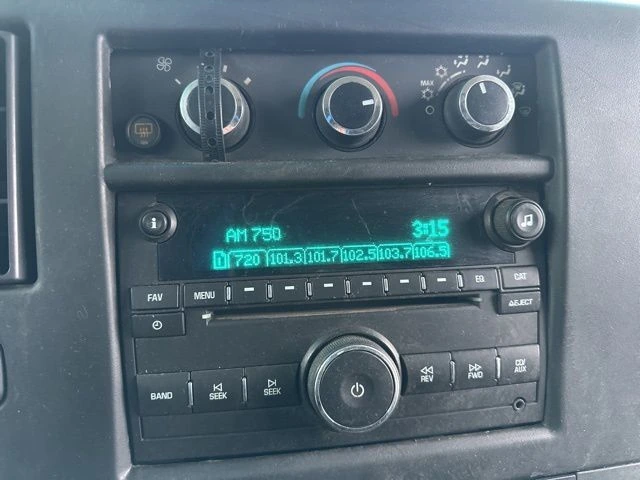 MAX
AM 750 3:15
1 720 101.3 101.7 102.5 103.7 106.5
FAV MENU EQ CAT
EJECT
BAND SEEK SEEK REV FWD CD/
AUX